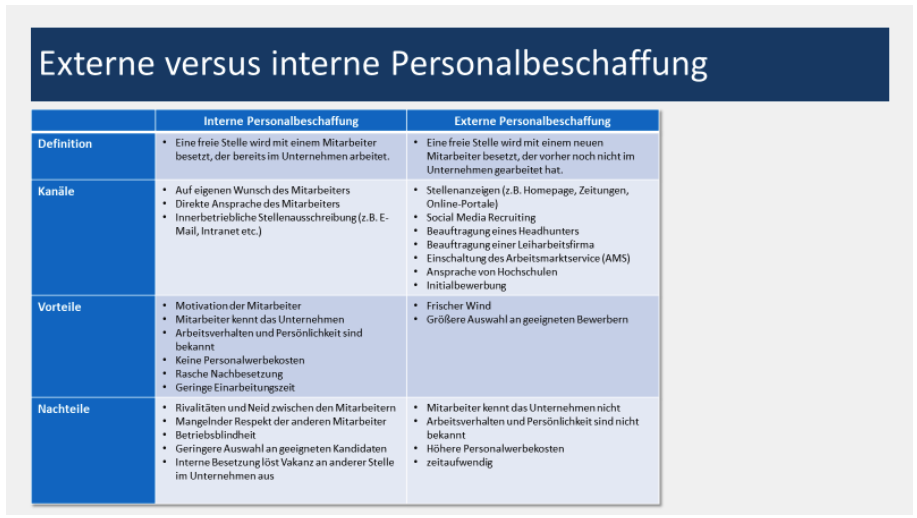 Externe versus interne Personalbeschaffung
Interne Personalbeschaffung
Externe Personalbeschaffung
Definition
• Eine freie Stelle wird mit einem Mitarbeiter
besetzt, der bereits im Unternehmen arbeitet.
• Eine freie Stelle wird mit einem neuen
Mitarbeiter besetzt, der vorher noch nicht im
Unternehmen gearbeitet hat.
Kanäle
• Auf eigenen Wunsch des Mitarbeiters
• Direkte Ansprache des Mitarbeiters
• Innerbetriebliche Stellenausschreibung (z.B. E-
Mail, Intranet etc.)
• Stellenanzeigen (z.B. Homepage, Zeitungen,
Online-Portale)
• Social Media Recruiting
• Beauftragung eines Headhunters
• Beauftragung einer Leiharbeitsfirma
• Einschaltung des Arbeitsmarktservice (AMS)
• Ansprache von Hochschulen
• Initialbewerbung
Vorteile
• Motivation der Mitarbeiter
• Mitarbeiter kennt das Unternehmen
• Arbeitsverhalten und Persönlichkeit sind
bekannt
• Keine Personalwerbekosten
• Rasche Nachbesetzung
• Geringe Einarbeitungszeit
• Frischer Wind
• Größere Auswahl an geeigneten Bewerbern
Nachteile
• Rivalitäten und Neid zwischen den Mitarbeitern
• Mangelnder Respekt der anderen Mitarbeiter
• Betriebsblindheit
• Geringere Auswahl an geeigneten Kandidaten
• Interne Besetzung löst Vakanz an anderer Stelle
im Unternehmen aus
• Mitarbeiter kennt das Unternehmen nicht
• Arbeitsverhalten und Persönlichkeit sind nicht
bekannt
• Höhere Personalwerbekosten
• zeitaufwendig